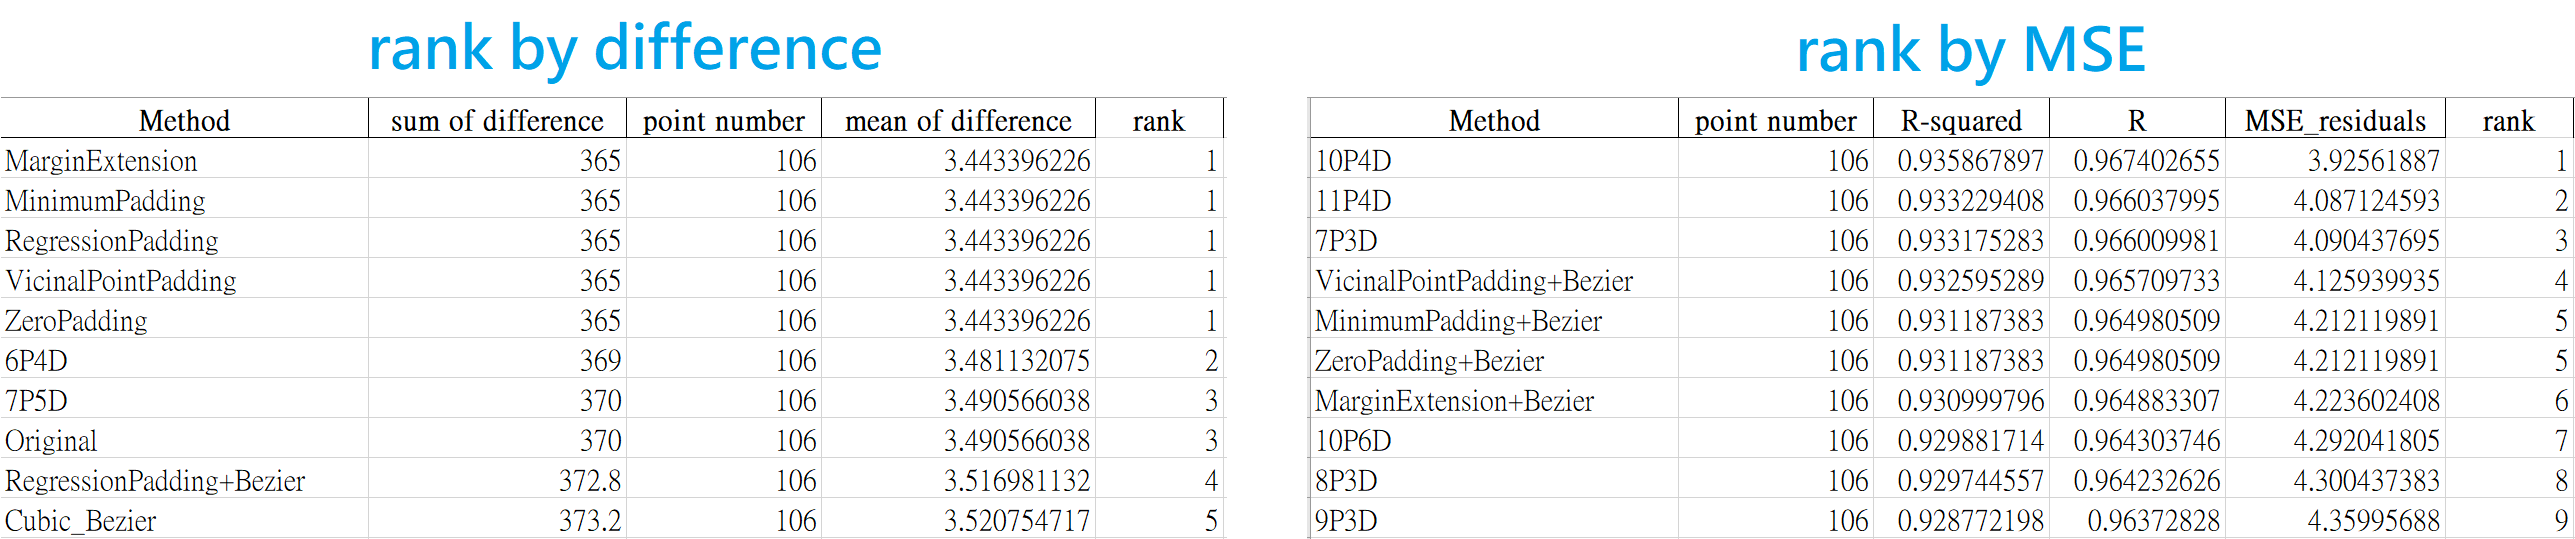 rank by difference
Method sum of difference point number mean of difference rank
MarginExtension 365 106 3.443396226 1
MinimumPadding 365 106 3.443396226 1
RegressionPadding 365 106 3.443396226 1
VicinalPointPadding 365 106 3.443396226 1
ZeroPadding 365 106 3.443396226 1
6P4D 369 106 3.481132075 2
7P5D 370 106 3.490566038 3
Original 370 106 3.490566038 3
RegressionPadding+Bezier 372.8 106 3.516981132 4
Cubic_Bezier 373.2 106 3.520754717 5
rank by MSE
Method point number R-squared R MSE_residuals rank
10P4D 106 0.935867897 0.967402655 3.92561887 1
11P4D 106 0.933229408 0.966037995 4.087124593 2
7P3D 106 0.933175283 0.966009981 4.090437695 3
VicinalPointPadding+Bezier 106 0.932595289 0.965709733 4.125939935 4
MinimumPadding+Bezier 106 0.931187383 0.964980509 4.212119891 5
ZeroPadding+Bezier 106 0.931187383 0.964980509 4.212119891 5
MarginExtension+Bezier 106 0.930999796 0.964883307 4.223602408 6
10P6D 106 0.929881714 0.964303746 4.292041805 7
8P3D 106 0.929744557 0.964232626 4.300437383 8
9P3D 106 0.928772198 0.96372828 4.35995688 9